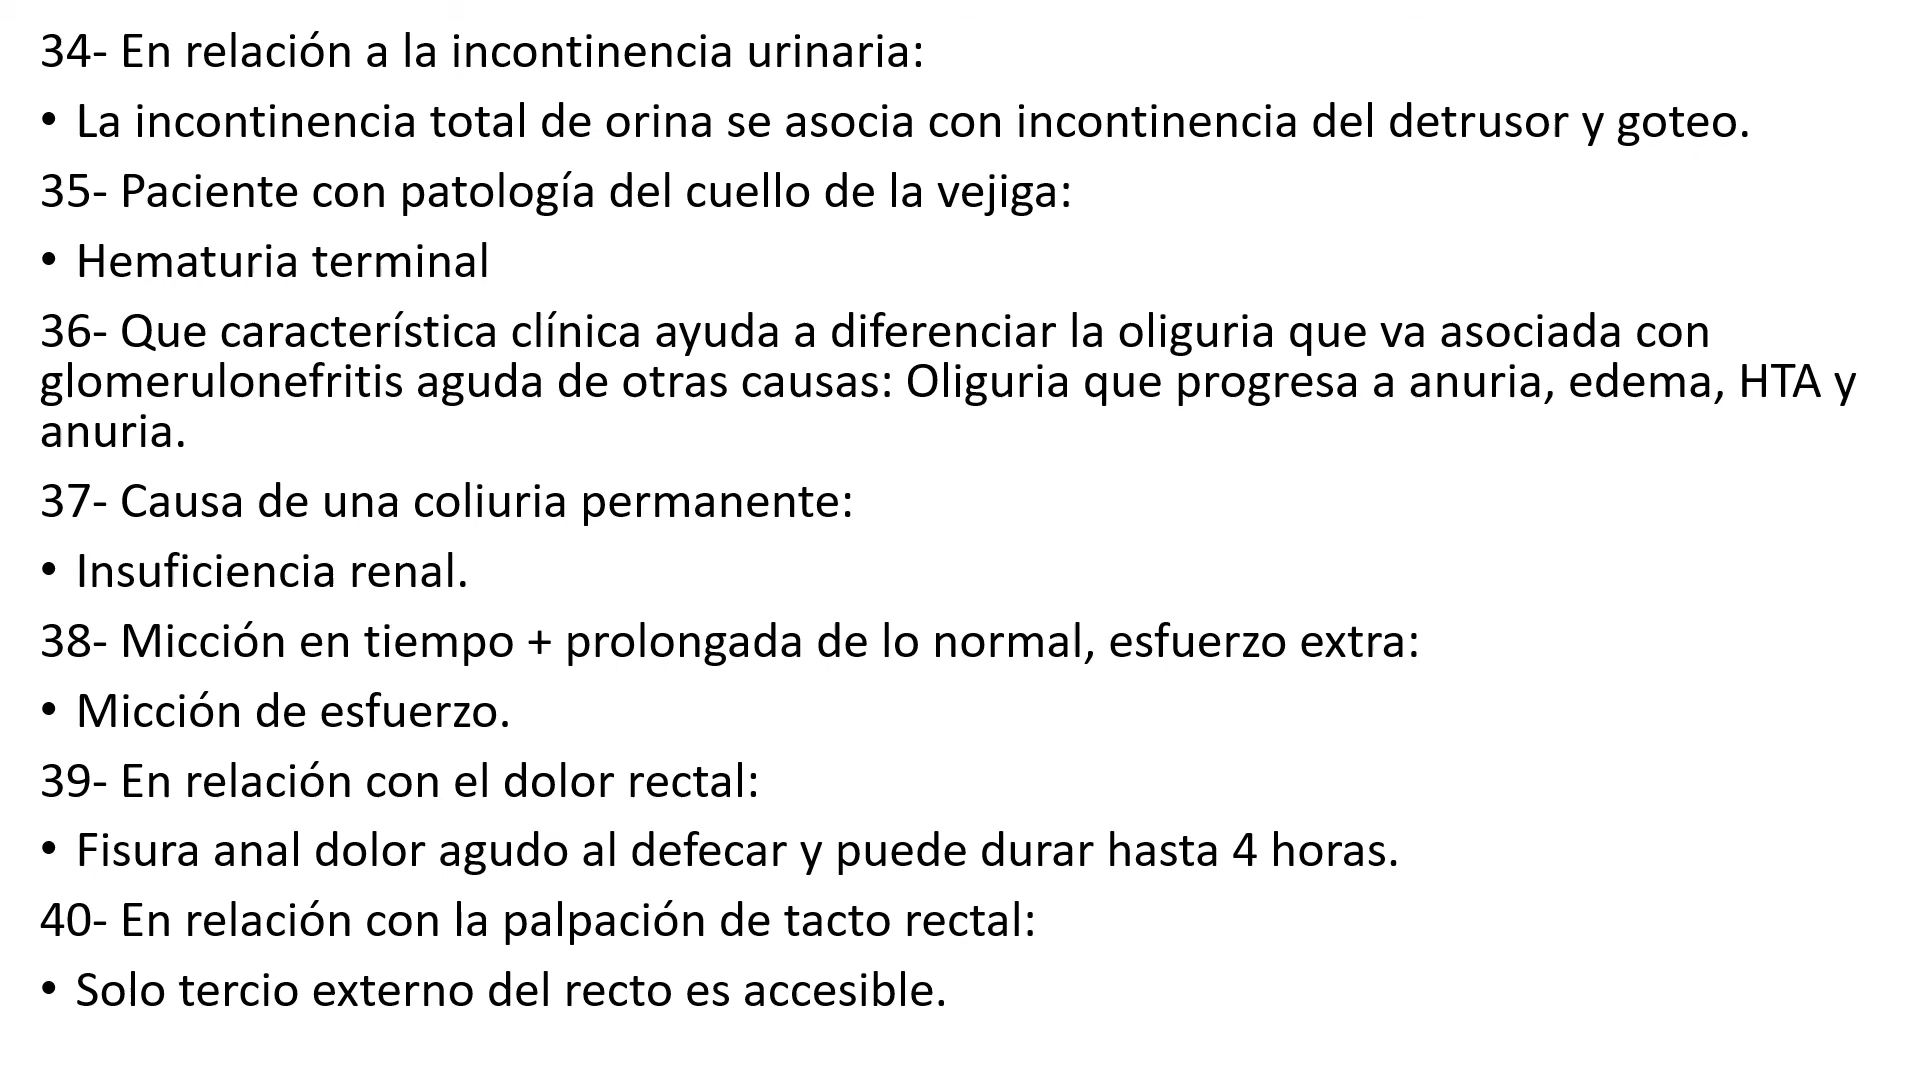 34- En relación a la incontinencia urinaria:
• La incontinencia total de orina se asocia con incontinencia del detrusor y goteo.
35- Paciente con patología del cuello de la vejiga:
• Hematuria terminal
36- Que característica clínica ayuda a diferenciar la oliguria que va asociada con
glomerulonefritis aguda de otras causas: Oliguria que progresa a anuria, edema, HTA y
anuria.
37- Causa de una coliuria permanente:
• Insuficiencia renal.
38- Micción en tiempo + prolongada de lo normal, esfuerzo extra:
• Micción de esfuerzo.
39- En relación con el dolor rectal:
• Fisura anal dolor agudo al defecar y puede durar hasta 4 horas.
40- En relación con la palpación de tacto rectal:
• Solo tercio externo del recto es accesible.